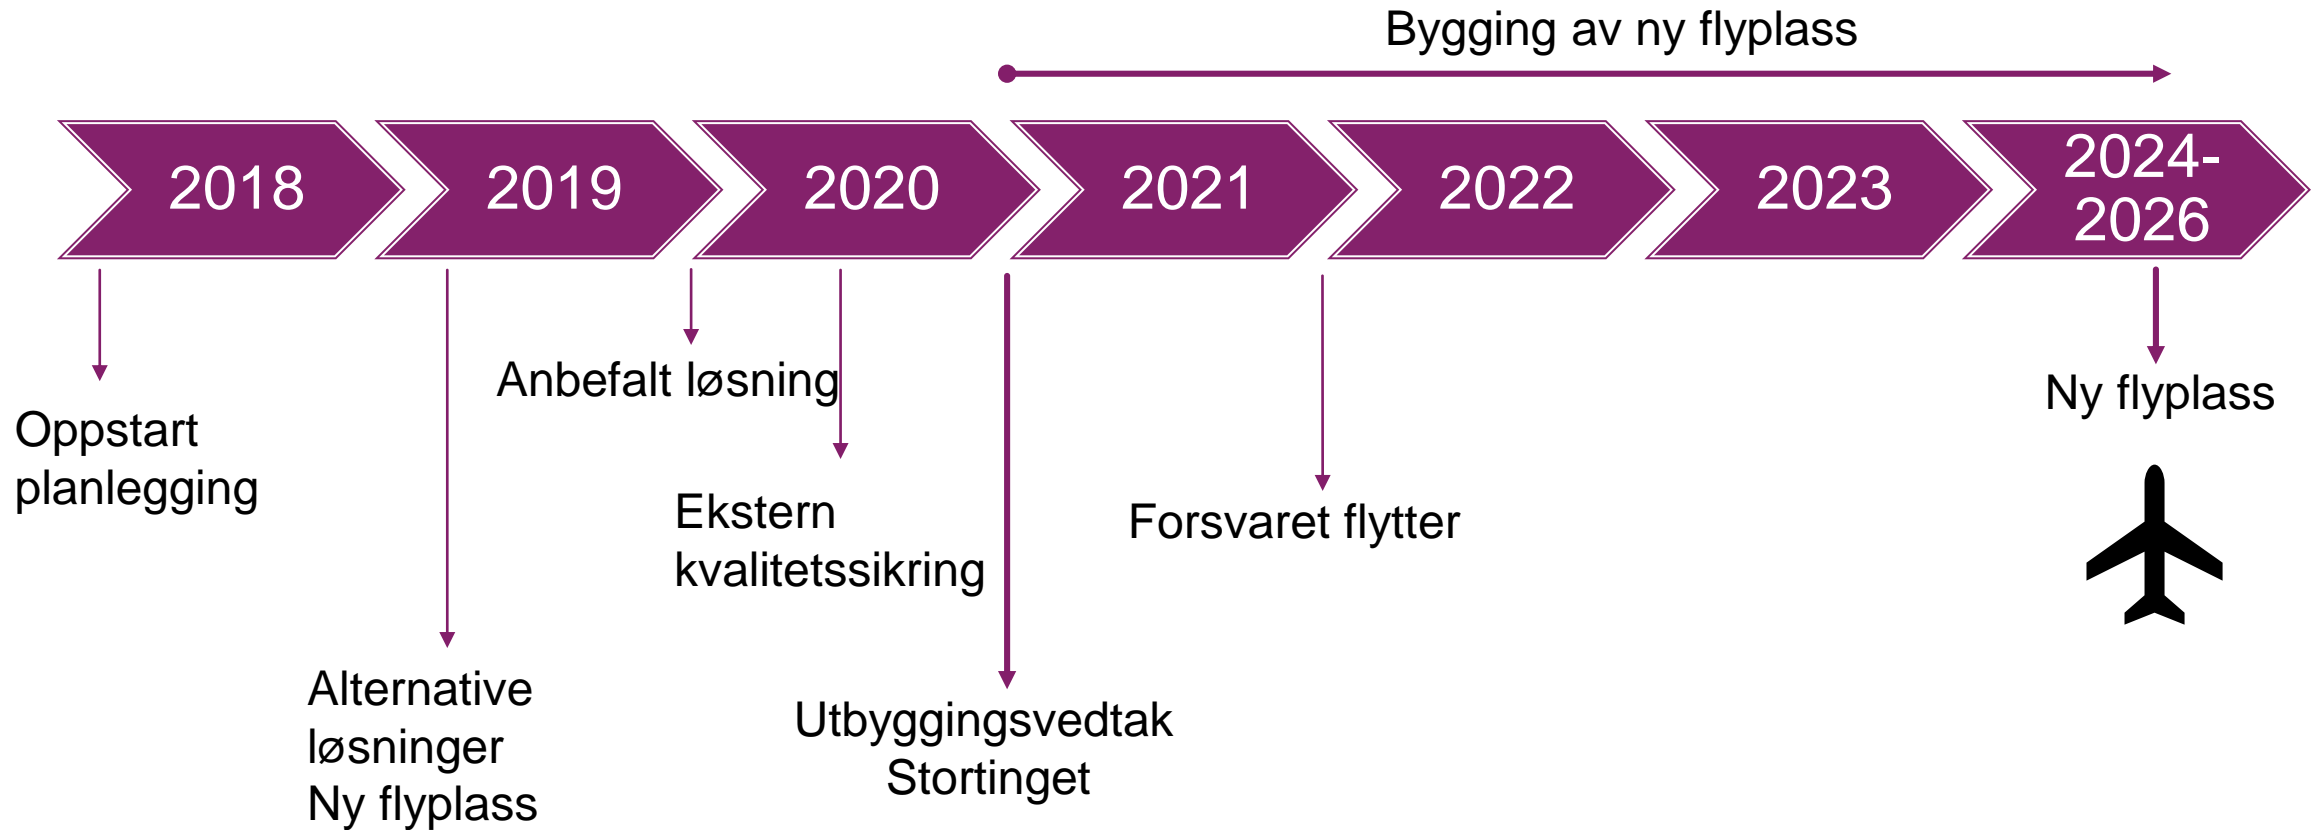 Bygging av ny flyplass
2018
2019
2020
2021
2022
2023
2024-
2026
Oppstart
planlegging
Alternative
løsninger
Ny flyplass
Anbefalt løsning
Ekstern
kvalitetssikring
Utbyggingsvedtak
Stortinget
Forsvaret flytter
Ny flyplass